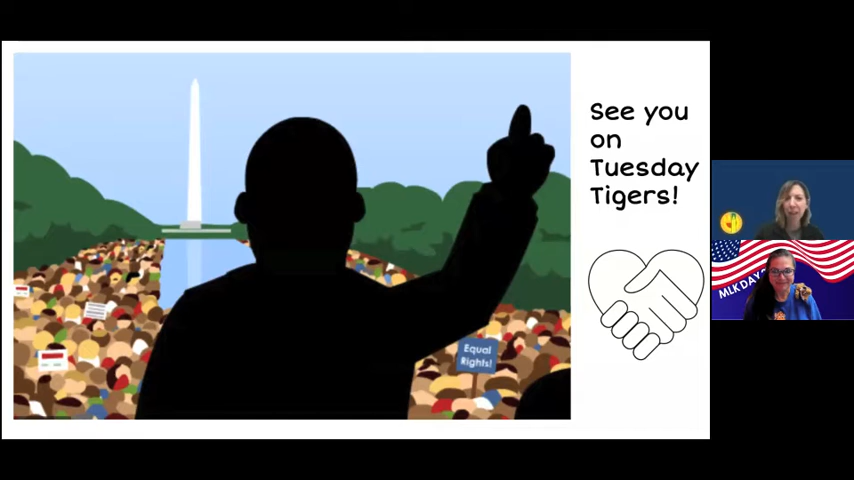 See you
on
Tuesday
Tigers!
Equal
Rights!
MLK DAY